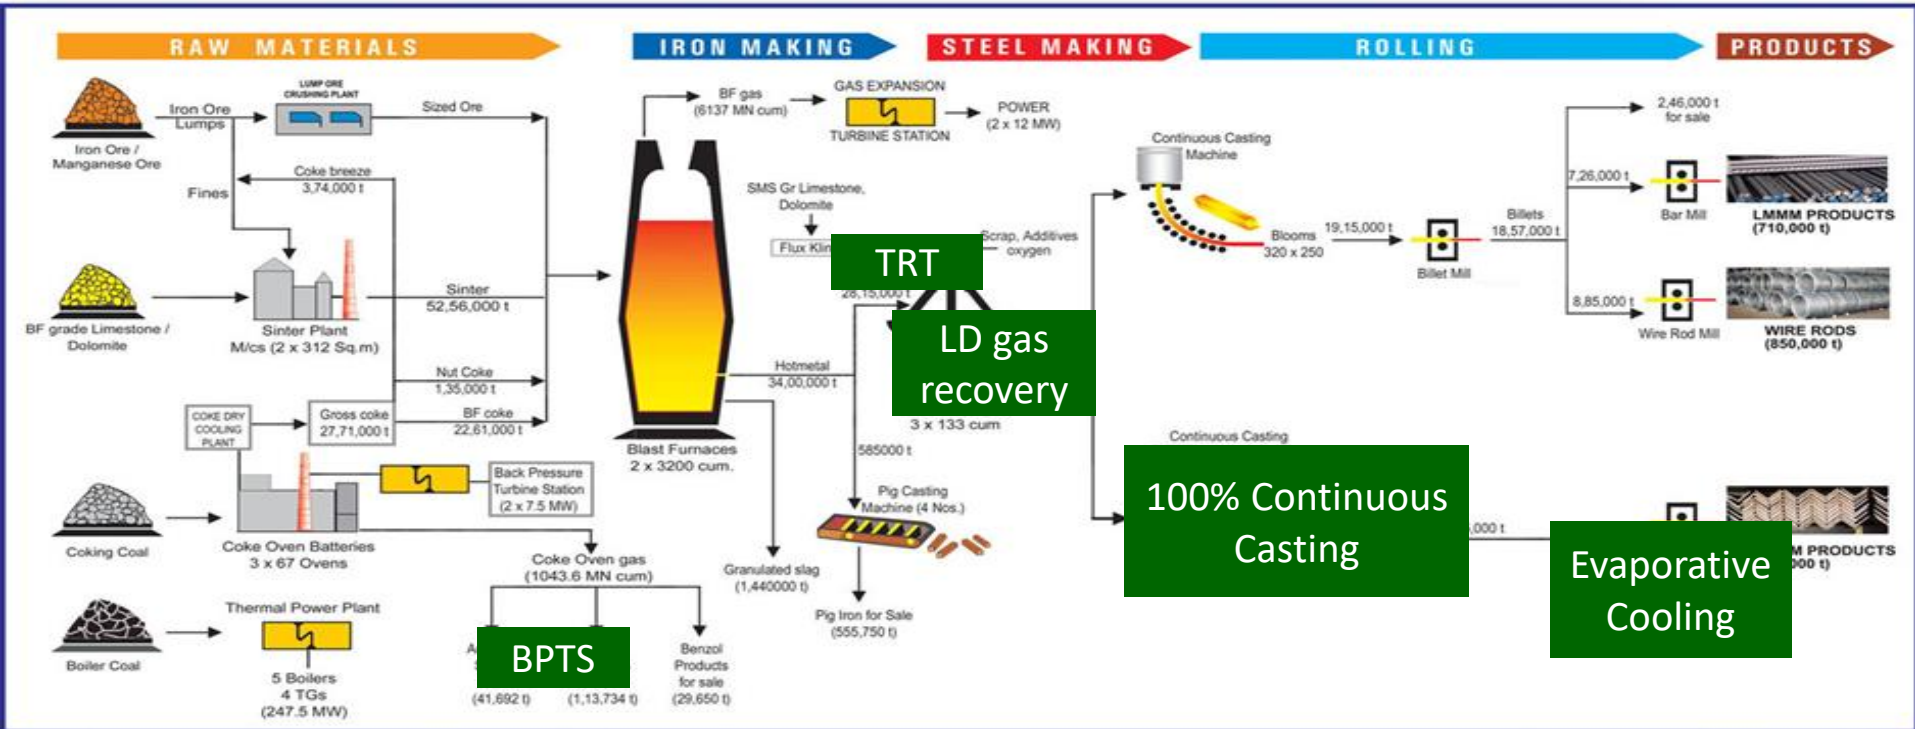 RAW MATERIALS
IRON MAKING
STEEL MAKING
ROLLING
PRODUCTS
Iron Ore /
Manganese Ore
Iron Ore
Lumps
LUMP ORE
CRUSHING PLANT
Sized Ore
Coke breeze
3,74,000 t
Fines
BF grade Limestone /
Dolomite
Sinter Plant
M/cs (2 x 312 Sq.m)
Sinter
52,56,000 t
Nut Coke
1,35,000 t
COKE DRY
COOLING
PLANT
Gross coke
27,71,000 t
BF coke
22,61,000 t
Back Pressure
Turbine Station
(2 x 7.5 MW)
Coking Coal
Coke Oven Batteries
3 x 67 Ovens
Coke Oven gas
(1043.6 MN cum)
Boiler Coal
Thermal Power Plant
5 Boilers
4 TGs
(247.5 MW)
BPTS
(41,692 t)
(1,13,734 t)
Benzol
Products
for sale
(29,650 t)
BF gas
(6137 MN cum)
GAS EXPANSION
TURBINE STATION
POWER
(2 x 12 MW)
SMS Gr Limestone,
Dolomite
Flux Kiln
TRT
Scrap, Additives
oxygen
28,15,000 t
LD gas
recovery
3 x 133 cum
Hotmetal
34,00,000 t
Blast Furnaces
2 x 3200 cum.
585000 t
Pig Casting
Machine (4 Nos.)
Granulated slag
(1,440000 t)
Pig Iron for Sale
(555,750 t)
Continuous Casting
Machine
Blooms
320 x 250
19,15,000 t
Billet Mill
Billets
18,57,000 t
2,46,000 t
for sale
7,26,000 t
Bar Mill
LMMM PRODUCTS
(710,000 t)
8,85,000 t
Wire Rod Mill
WIRE RODS
(850,000 t)
Continuous Casting
100% Continuous
Casting
,000 t
Evaporative
Cooling
M PRODUCTS
000 t)